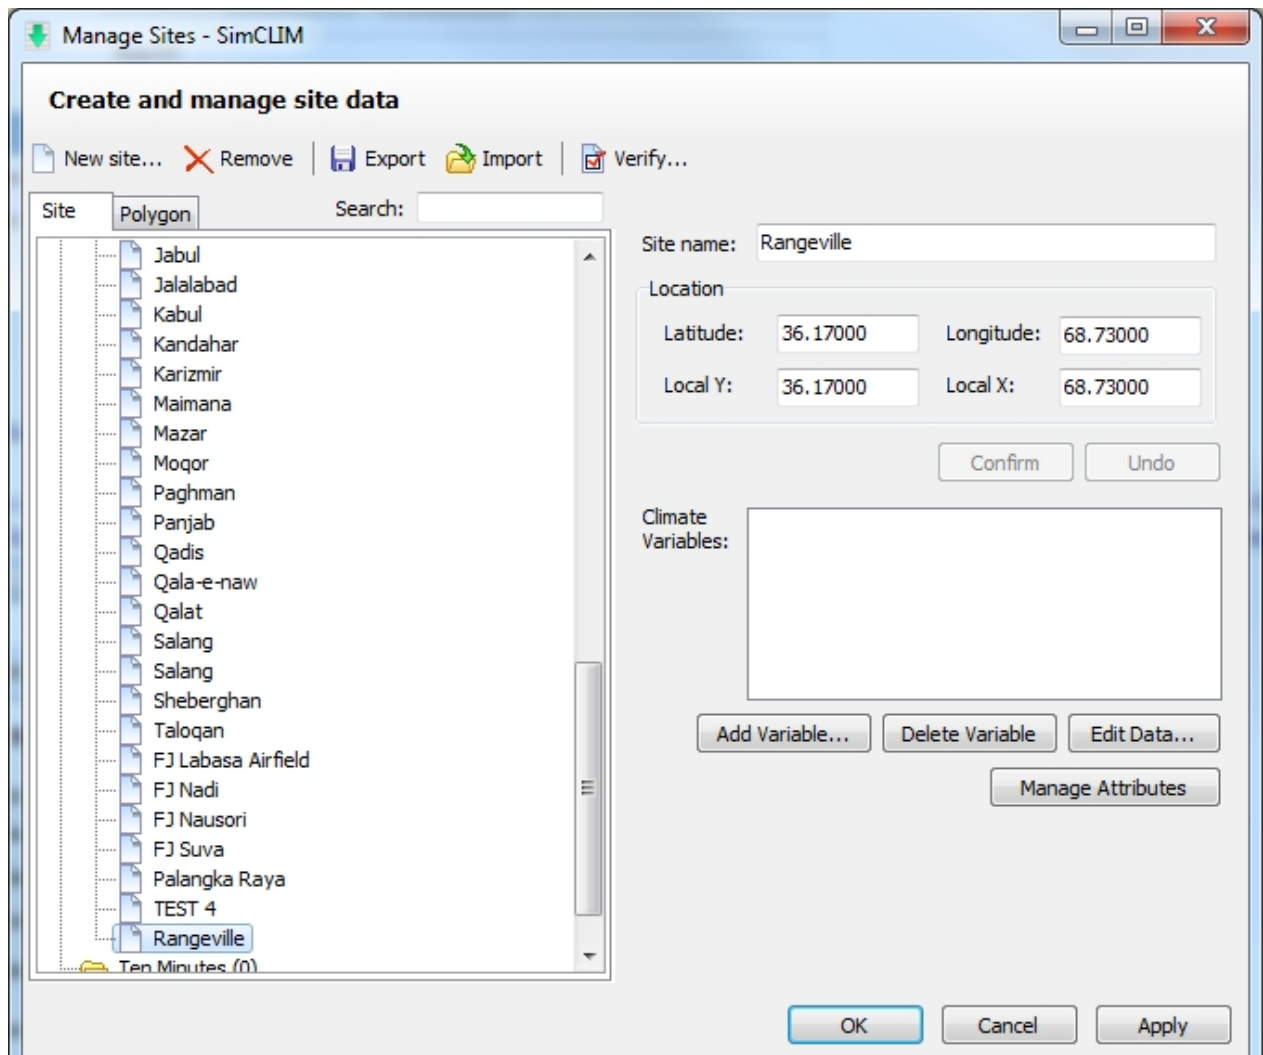 Manage Sites - SimCLIM
Create and manage site data
New site... Remove Export Import Verify...
Site Polygon Search:
Jabul
Jalalabad
Kabul
Kandahar
Karizmir
Maimana
Mazar
Moqor
Paghman
Panjab
Qadis
Qala-e-naw
Qalat
Salang
Salang
Sheberghan
Taloqan
FJ Labasa Airfield
FJ Nadi
FJ Nausori
FJ Suva
Palangka Raya
TEST 4
Rangeville
Ten Minutes (0)
Site name: Rangeville
Location
Latitude: 36.17000 Longitude: 68.73000
Local Y: 36.17000 Local X: 68.73000
Confirm Undo
Climate
Variables:
Add Variable... Delete Variable Edit Data...
Manage Attributes
OK Cancel Apply